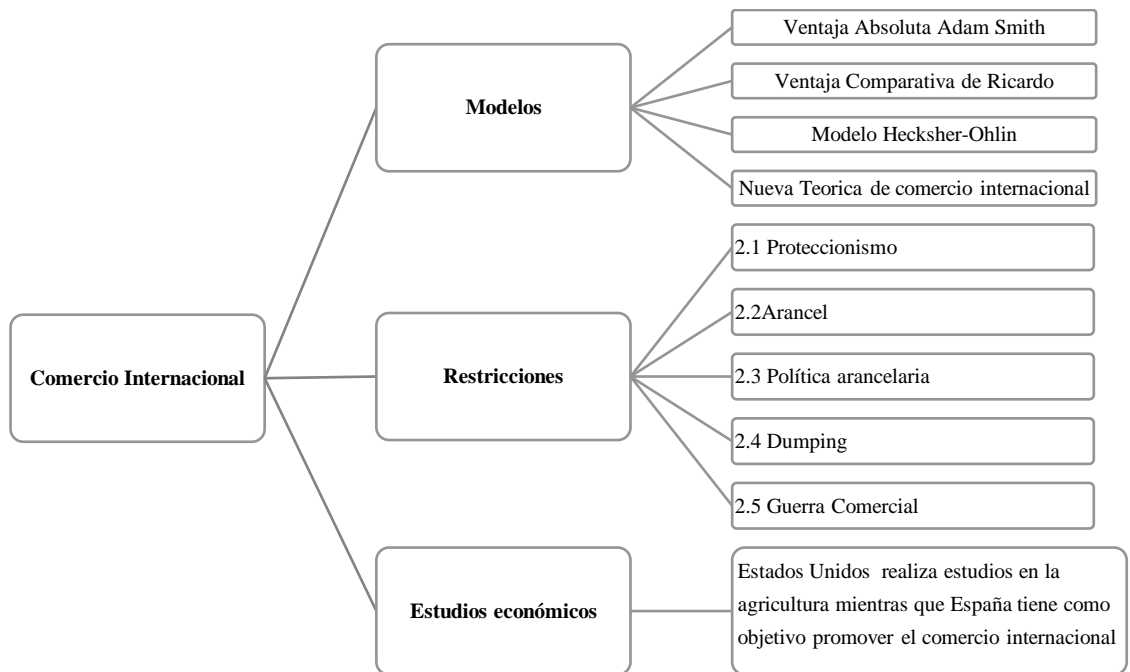 Comercio Internacional
Modelos
Ventaja Absoluta Adam Smith
Ventaja Comparativa de Ricardo
Modelo Hecksher-Ohlin
Nueva Teorica de comercio internacional
Restricciones
2.1 Proteccionismo
2.2Arancel
2.3 Política arancelaria
2.4 Dumping
2.5 Guerra Comercial
Estudios económicos
Estados Unidos realiza estudios en la
agricultura mientras que España tiene como
objetivo promover el comercio internacional